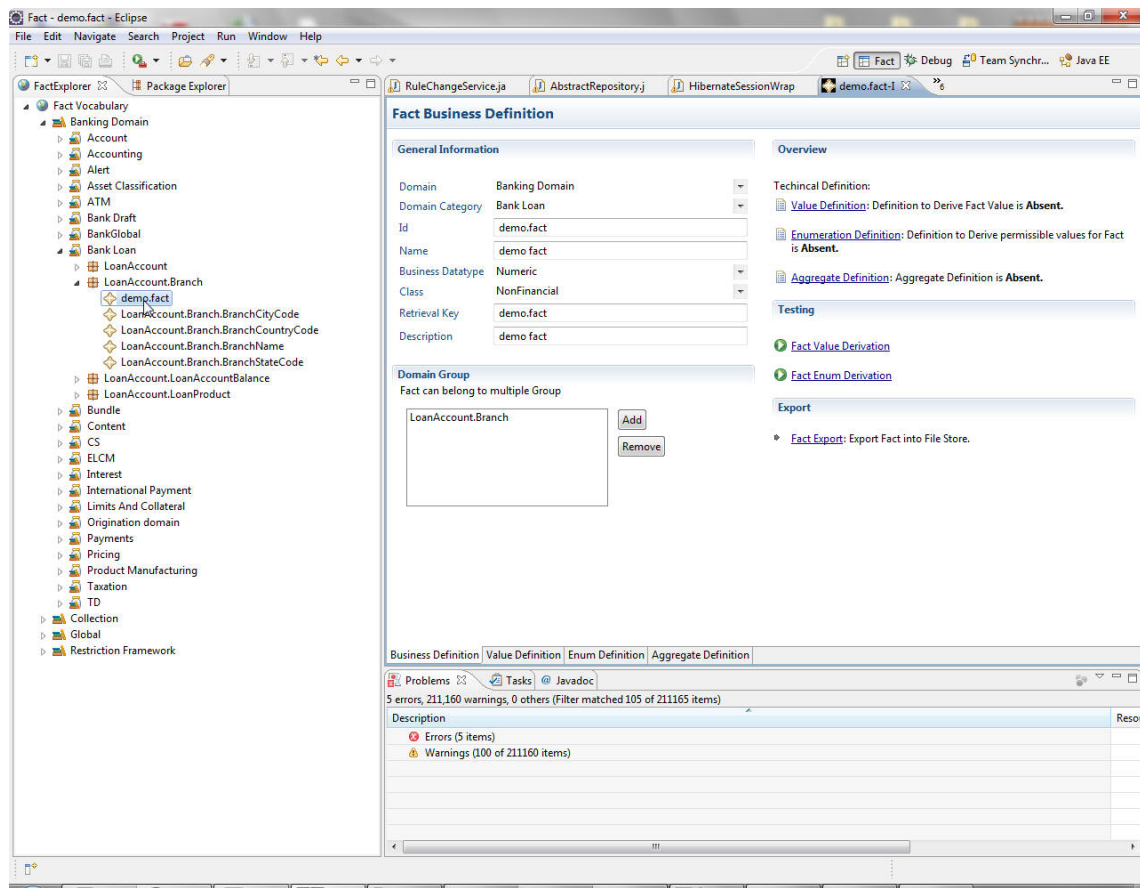 Fact - demo.fact - Eclipse
File Edit Navigate Search Project Run Window Help
Fact Debug Team Synchr... Java EE
FactExplorer Package Explorer
Fact Vocabulary
Banking Domain
Account
Accounting
Alert
Asset Classification
ATM
Bank Draft
BankGlobal
Bank Loan
LoanAccount
LoanAccount.Branch
demo.fact
LoanAccount.Branch.BranchCityCode
LoanAccount.Branch.BranchCountryCode
LoanAccount.Branch.BranchName
LoanAccount.Branch.BranchStateCode
LoanAccount.LoanAccountBalance
LoanAccount.LoanProduct
Bundle
Content
CS
ELCM
Interest
International Payment
Limits And Collateral
Origination domain
Payments
Pricing
Product Manufacturing
Taxation
TD
Collection
Global
Restriction Framework
RuleChangeService.ja AbstractRepository.j HibernateSessionWrap demo.fact-I 6
Fact Business Definition
General Information
Domain Banking Domain
Domain Category Bank Loan
Id demo.fact
Name demo fact
Business Datatype Numeric
Class NonFinancial
Retrieval Key demo.fact
Description demo fact
Domain Group
Fact can belong to multiple Group
LoanAccount.Branch
Add
Remove
Overview
Techincal Definition:
Value Definition: Definition to Derive Fact Value is Absent.
Enumeration Definition: Definition to Derive permissible values for Fact
is Absent.
Aggregate Definition: Aggregate Definition is Absent.
Testing
Fact Value Derivation
Fact Enum Derivation
Export
Fact Export: Export Fact into File Store.
Business Definition Value Definition Enum Definition Aggregate Definition
Problems Tasks @ Javadoc
5 errors, 211,160 warnings, 0 others (Filter matched 105 of 211165 items)
Description Reso
Errors (5 items)
Warnings (100 of 211160 items)